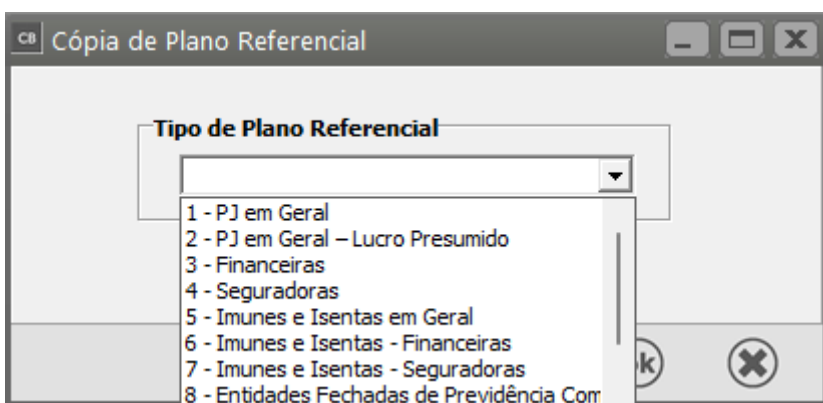 CB Cópia de Plano Referencial
Tipo de Plano Referencial
1 - PJ em Geral
2 - PJ em Geral – Lucro Presumido
3 - Financeiras
4 - Seguradoras
5 - Imunes e Isentas em Geral
6 - Imunes e Isentas - Financeiras
7 - Imunes e Isentas - Seguradoras
8 - Entidades Fechadas de Previdência Com